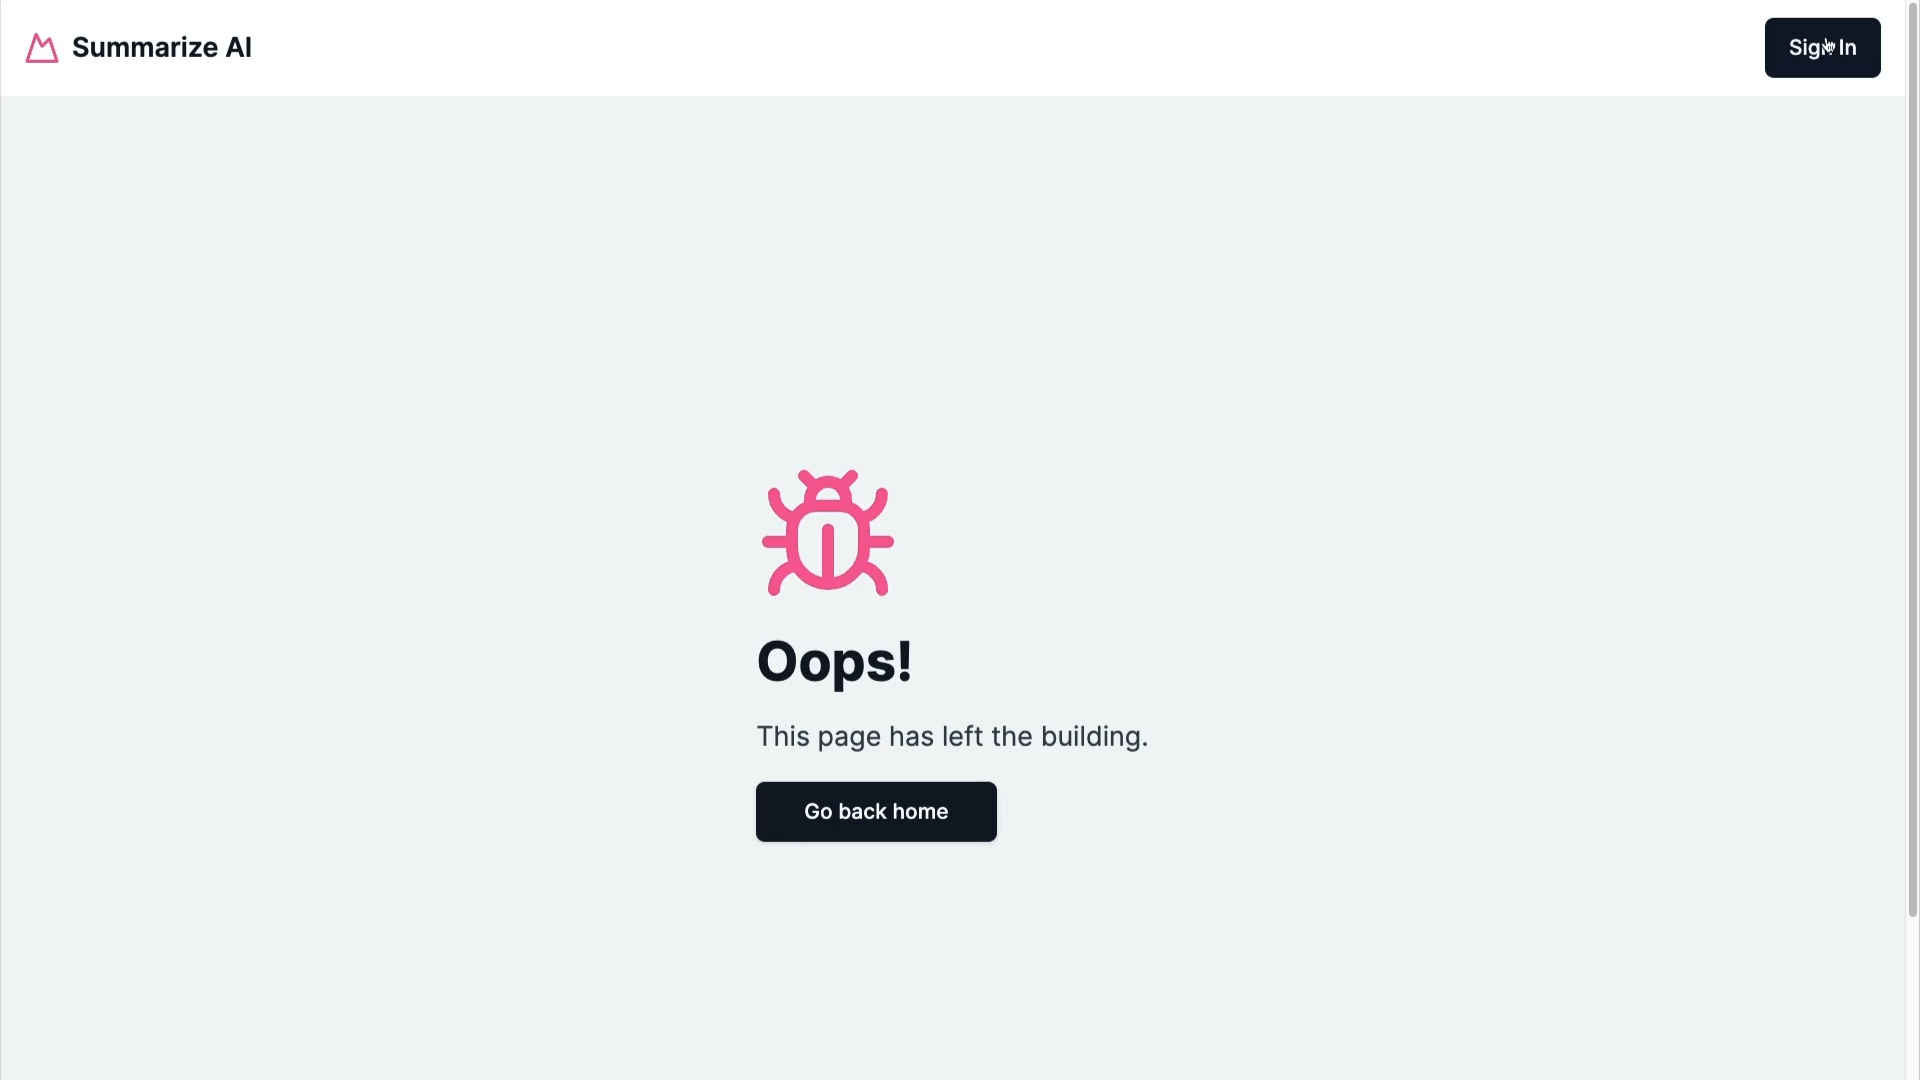 Summarize AI
Sign In
Oops!
This page has left the building.
Go back home